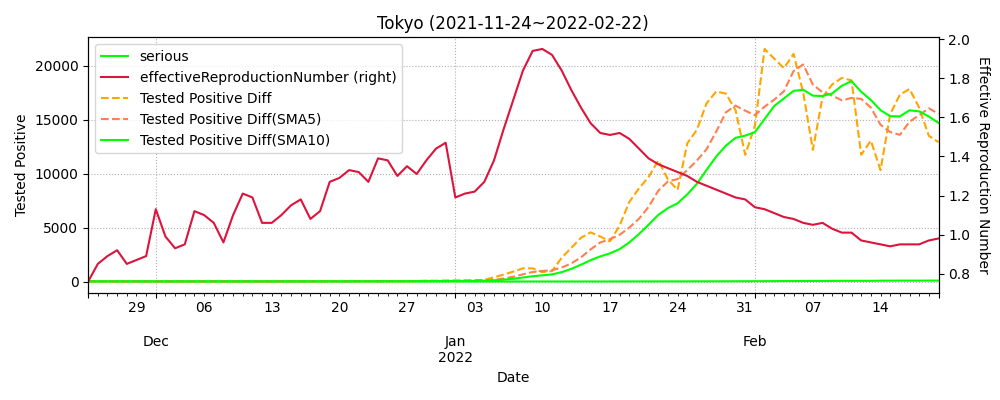 Tokyo (2021-11-24~2022-02-22)
serious
effectiveReproductionNumber (right)
Tested Positive Diff
Tested Positive Diff(SMA5)
Tested Positive Diff(SMA10)
Tested Positive
20000
15000
10000
5000
0
Effective Reproduction Number
2.0
1.8
1.6
1.4
1.2
1.0
0.8
29 06 13 20 27 03 10 17 24 31 07 14
Dec Jan Feb
2022
Date